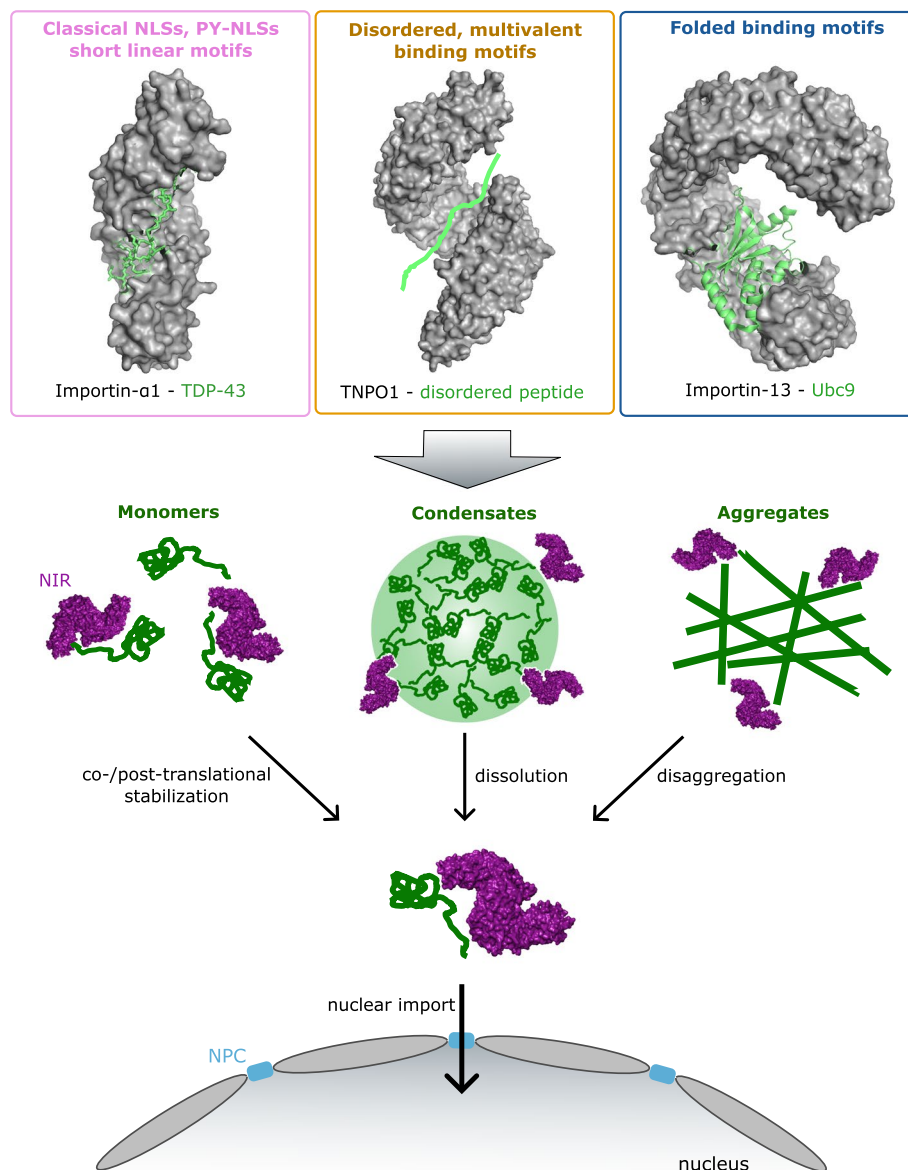 Classical NLSs, PY-NLSs
short linear motifs
Importin-α1 - TDP-43
Disordered, multivalent
binding motifs
TNPO1 - disordered peptide
Folded binding motifs
Importin-13 - Ubc9
Monomers
Condensates
Aggregates
NIR
co-/post-translational
stabilization
dissolution
disaggregation
nuclear import
NPC
nucleus